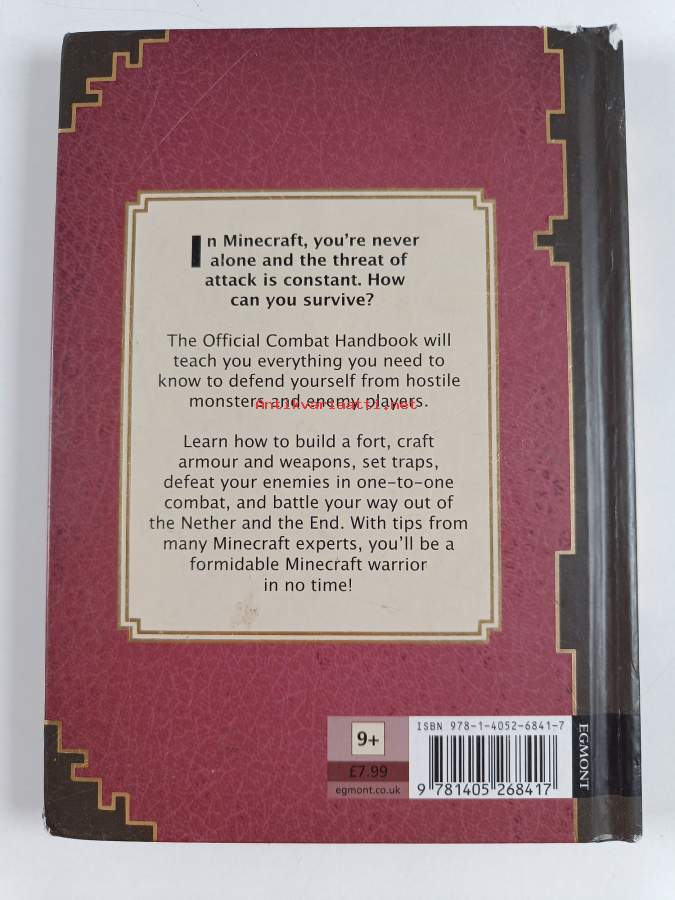 In Minecraft, you're never
alone and the threat of
attack is constant. How
can you survive?
The Official Combat Handbook will
teach you everything you need to
know to defend yourself from hostile
monsters and enemy players.
Antikvariaatti.net
Learn how to build a fort, craft
armour and weapons, set traps,
defeat your enemies in one-to-one
combat, and battle your way out of
the Nether and the End. With tips from
many Minecraft experts, you'll be a
formidable Minecraft warrior
in no time!
9+
£7.99
egmont.co.uk
ISBN 978-1-4052-6841-7
9 781405 268417
EGMONT